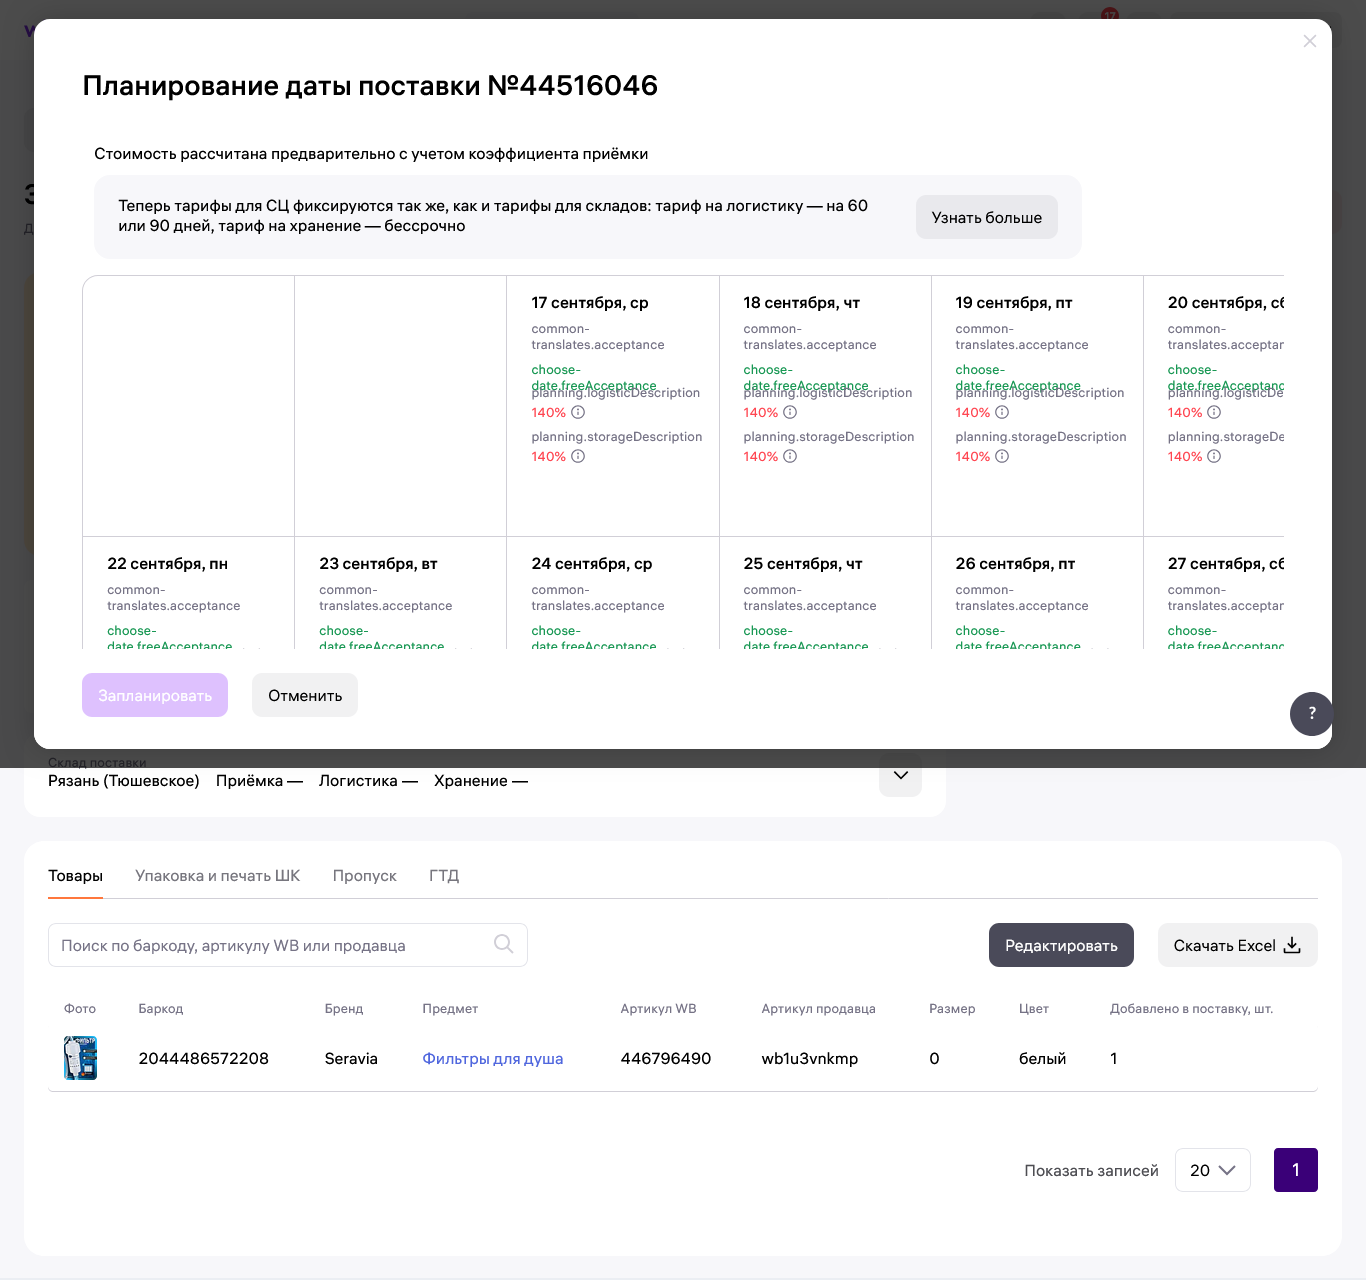 17
Планирование даты поставки №44516046
Стоимость рассчитана предварительно с учетом коэффициента приёмки
Теперь тарифы для СЦ фиксируются так же, как и тарифы для складов: тариф на логистику — на 60
или 90 дней, тариф на хранение — бессрочно
Узнать больше
17 сентября, ср
common-
translates.acceptance
choose-
date.freeAcceptance
planning.logisticDescription
140%
planning.storageDescription
140%
18 сентября, чт
common-
translates.acceptance
choose-
date.freeAcceptance
planning.logisticDescription
140%
planning.storageDescription
140%
19 сентября, пт
common-
translates.acceptance
choose-
date.freeAcceptance
planning.logisticDescription
140%
planning.storageDescription
140%
20 сентября, сб
common-
translates.acceptan
choose-
date.freeAcceptanc
planning.logisticDe
140%
planning.storageDe
140%
22 сентября, пн
common-
translates.acceptance
choose-
date.freeAcceptance
23 сентября, вт
common-
translates.acceptance
choose-
date.freeAcceptance
24 сентября, ср
common-
translates.acceptance
choose-
date.freeAcceptance
25 сентября, чт
common-
translates.acceptance
choose-
date.freeAcceptance
26 сентября, пт
common-
translates.acceptance
choose-
date.freeAcceptance
27 сентября, сб
common-
translates.acceptan
choose-
date.freeAcceptanc
Запланировать
Отменить
?
Склад поставки
Рязань (Тюшевское) Приёмка — Логистика — Хранение —
Товары Упаковка и печать ШК Пропуск ГТД
Поиск по баркоду, артикулу WB или продавца
Редактировать
Скачать Excel
Фото Баркод Бренд Предмет Артикул WB Артикул продавца Размер Цвет Добавлено в поставку, шт.
2044486572208 Seravia Фильтры для душа 446796490 wb1u3vnkmp 0 белый 1
Показать записей 20 1